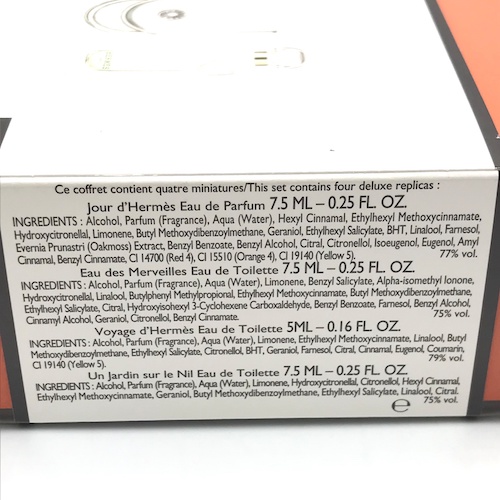 Ce coffret contient quatre miniatures/This set contains four deluxe replicas :
Jour d'Hermès Eau de Parfum 7.5 ML – 0.25 FL. OZ.
INGREDIENTS : Alcohol, Parfum (Fragrance), Aqua (Water), Hexyl Cinnamal, Ethylhexyl Methoxycinnamate,
Hydroxycitronellal, Limonene, Butyl Methoxydibenzoylmethane, Geraniol, Ethylhexyl Salicylate, BHT, Linalool, Farnesol,
Evernia Prunastri (Oakmoss) Extract, Benzyl Benzoate, Benzyl Alcohol, Citral, Citronellol, Isoeugenol, Eugenol, Amyl
Cinnamal, Benzyl Cinnamate, CI 14700 (Red 4), CI 15510 (Orange 4), CI 19140 (Yellow 5). 77% vol.
Eau des Merveilles Eau de Toilette 7.5 ML – 0.25 FL. OZ.
INGREDIENTS : Alcohol, Parfum (Fragrance), Aqua (Water), Limonene, Benzyl Salicylate, Alpha-isomethyl Ionone,
Hydroxycitronellal, Linalool, Butylphenyl Methylpropional, Ethylhexyl Methoxycinnamate, Butyl Methoxydibenzoylmethane,
Ethylhexyl Salicylate, Citral, Hydroxyisohexyl 3-Cyclohexene Carboxaldehyde, Benzyl Benzoate, Farnesol, Benzyl Alcohol,
Cinnamyl Alcohol, Geraniol, Citronellol, Benzyl Cinnamate. 75% vol.
Voyage d'Hermès Eau de Toilette 5ML – 0.16 FL. OZ.
INGREDIENTS : Alcohol, Parfum (Fragrance), Aqua (Water), Limonene, Ethylhexyl Methoxycinnamate, Linalool, Butyl
Methoxydibenzoylmethane, Ethylhexyl Salicylate, Citronellol, BHT, Geraniol, Farnesol, Citral, Cinnamal, Eugenol, Coumarin,
CI 19140 (Yellow 5). 79% vol.
Un Jardin sur le Nil Eau de Toilette 7.5 ML – 0.25 FL. OZ.
INGREDIENTS : Alcohol, Parfum (Fragrance), Aqua (Water), Limonene, Hydroxycitronellal, Citronellol, Hexyl Cinnamal,
Ethylhexyl Methoxycinnamate, Geraniol, Butyl Methoxydibenzoylmethane, Ethylhexyl Salicylate, Linalool, Citral.
℮ 75% vol.